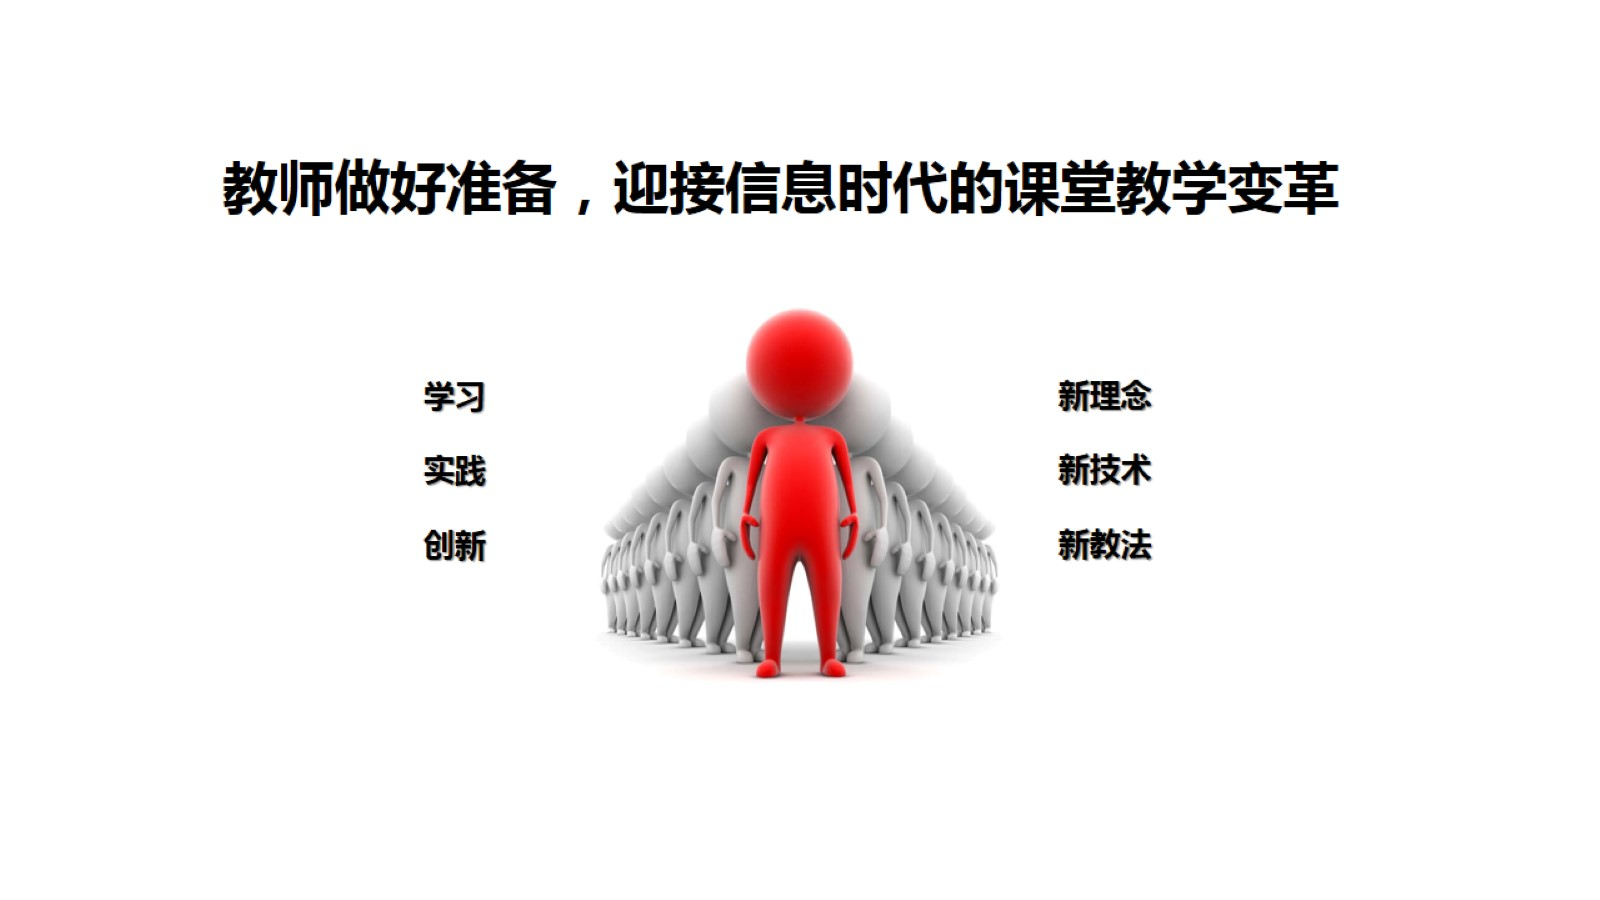 教师做好准备，迎接信息时代的课堂教学变革
学习
实践
创新
新理念
新技术
新教法